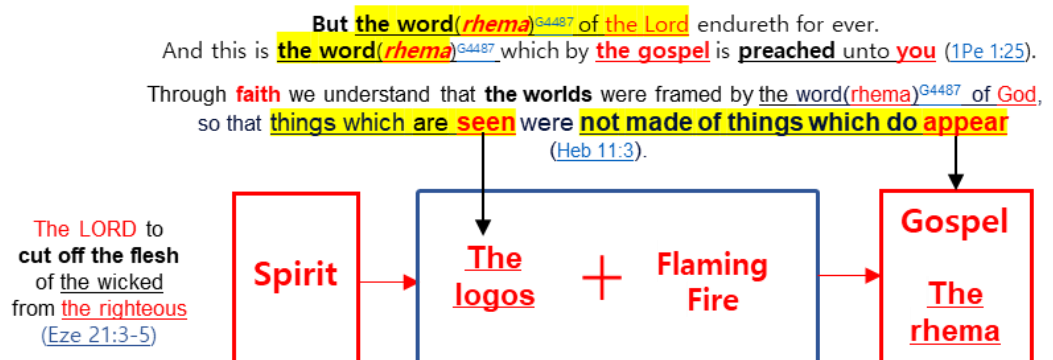 But the word(rhema)G4487 of the Lord endureth for ever.
And this is the word(rhema)G4487 which by the gospel is preached unto you (1Pe 1:25).
Through faith we understand that the worlds were framed by the word(rhema)G4487 of God,
so that things which are seen were not made of things which do appear
(Heb 11:3).
The LORD to
cut off the flesh
of the wicked
from the righteous
(Eze 21:3-5)
Spirit
The
logos
+
Flaming
Fire
Gospel
The
rhema